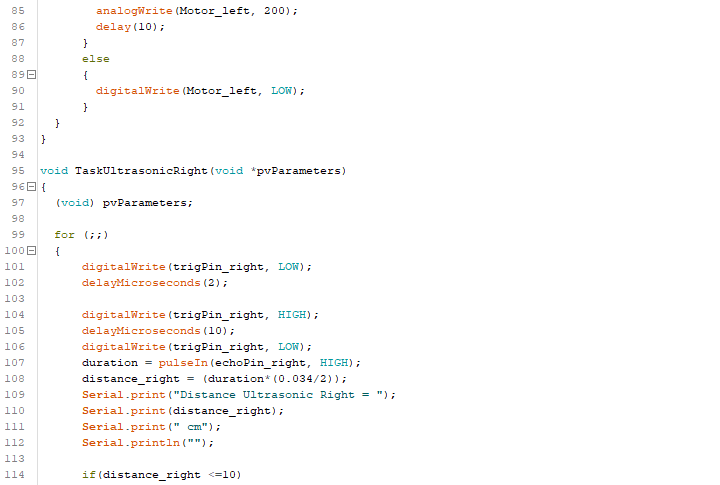 85 analogWrite(Motor_left, 200);
86 delay(10);
87 }
88 else
89 {
90 digitalWrite(Motor_left, LOW);
91 }
92 }
93 }
94
95 void TaskUltrasonicRight(void *pvParameters)
96 {
97 (void) pvParameters;
98
99 for (;;)
100 {
101 digitalWrite(trigPin_right, LOW);
102 delayMicroseconds(2);
103
104 digitalWrite(trigPin_right, HIGH);
105 delayMicroseconds(10);
106 digitalWrite(trigPin_right, LOW);
107 duration = pulseIn(echoPin_right, HIGH);
108 distance_right = (duration*(0.034/2));
109 Serial.print("Distance Ultrasonic Right = ");
110 Serial.print(distance_right);
111 Serial.print(" cm");
112 Serial.println("");
113
114 if(distance_right <=10)